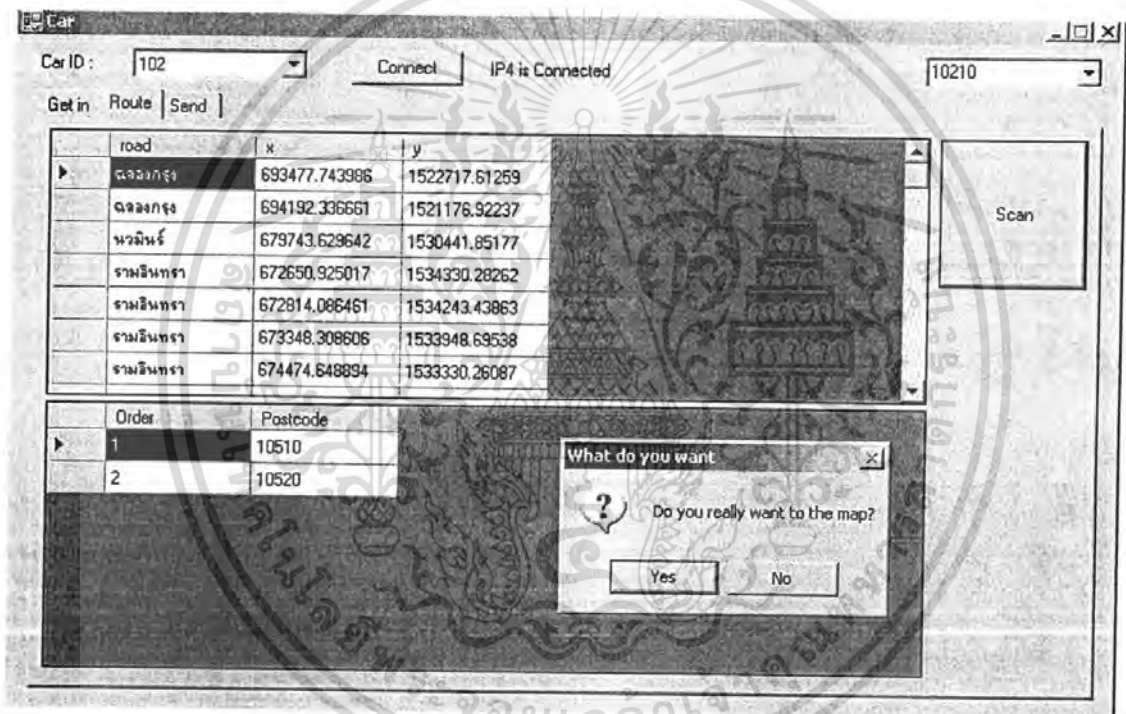 Car
Car ID : 102 Connect IP4 is Connected 10210
Get in Route Send
road x y
ฉลองกรุง 693477.743986 1522717.61259
ฉลองกรุง 694192.336661 1521176.92237
นวมินร์ 679743.629642 1530441.85177
รามอินทรา 672650.925017 1534330.28262
รามอินทรา 672814.086461 1534243.43863
รามอินทรา 673348.308606 1533948.69538
รามอินทรา 674474.648894 1533330.26087
Scan
Order Postcode
1 10510
2 10520
What do you want
Do you really want to the map?
Yes No